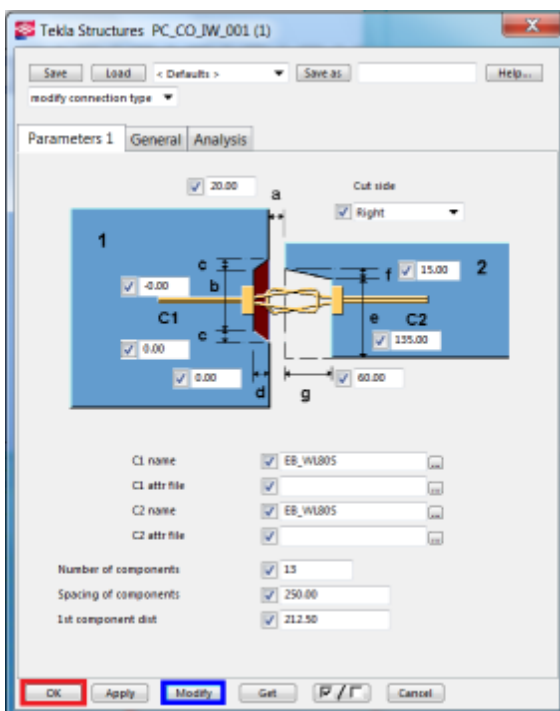 Tekla Structures PC_CO_IW_001 (1)
Save Load < Defaults > Save as Help...
modify connection type
Parameters 1 General Analysis
20.00 a Cut side
Right
1 c f 15.00 2
-0.00 b
C1 e C2
c 135.00
0.00
0.00 d g 60.00
C1 name EB_WL80S ...
C1 attr file ...
C2 name EB_WL80S ...
C2 attr file ...
Number of components 13
Spacing of components 250.00
1st component dist 212.50
OK Apply Modify Get / Cancel